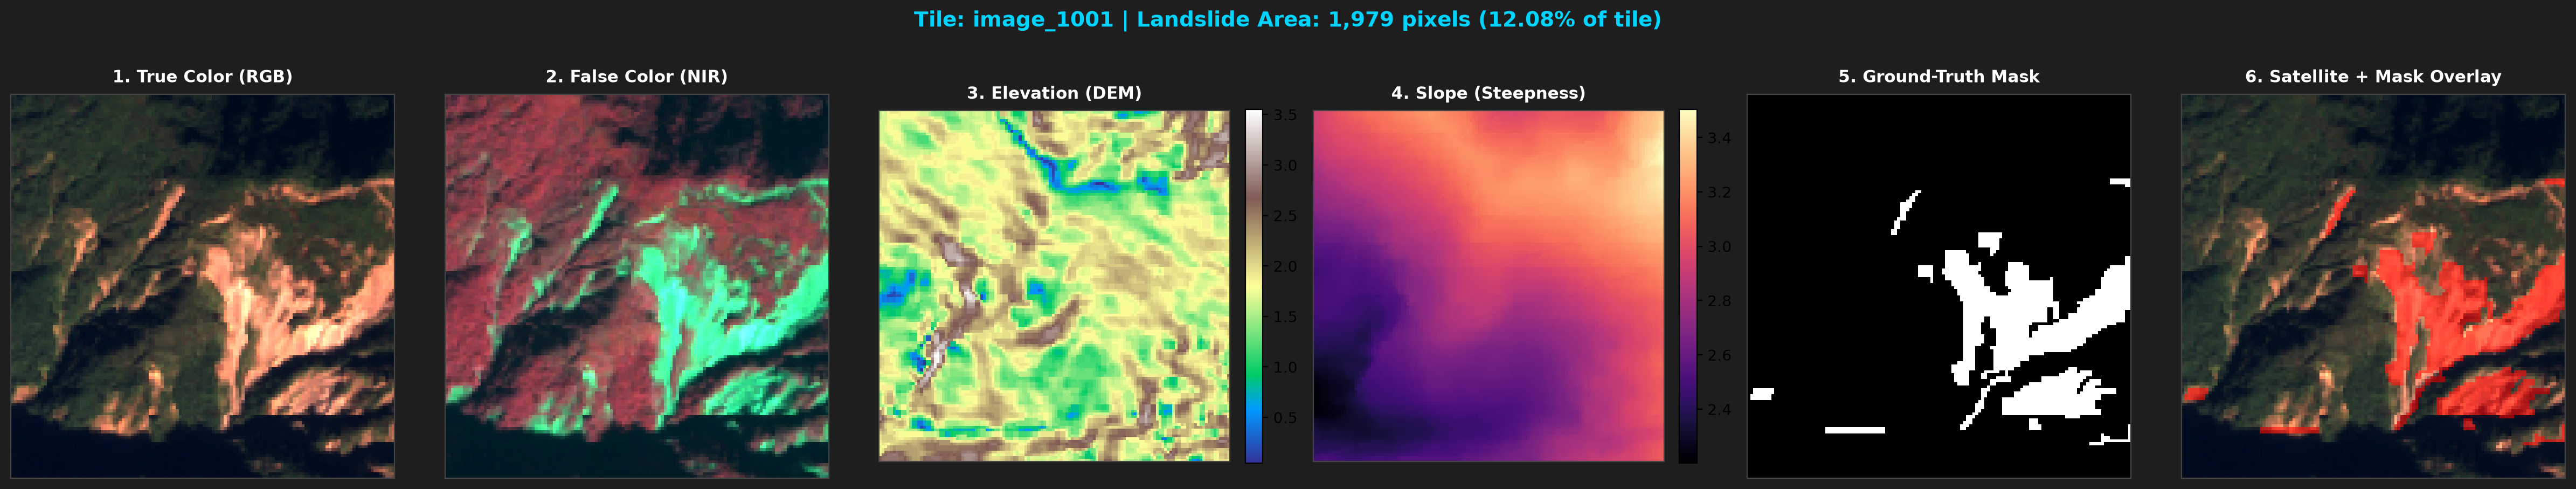 Tile: image_1001 | Landslide Area: 1,979 pixels (12.08% of tile)
1. True Color (RGB)
2. False Color (NIR)
3. Elevation (DEM)
3.5
3.0
2.5
2.0
1.5
1.0
0.5
4. Slope (Steepness)
3.4
3.2
3.0
2.8
2.6
2.4
5. Ground-Truth Mask
6. Satellite + Mask Overlay